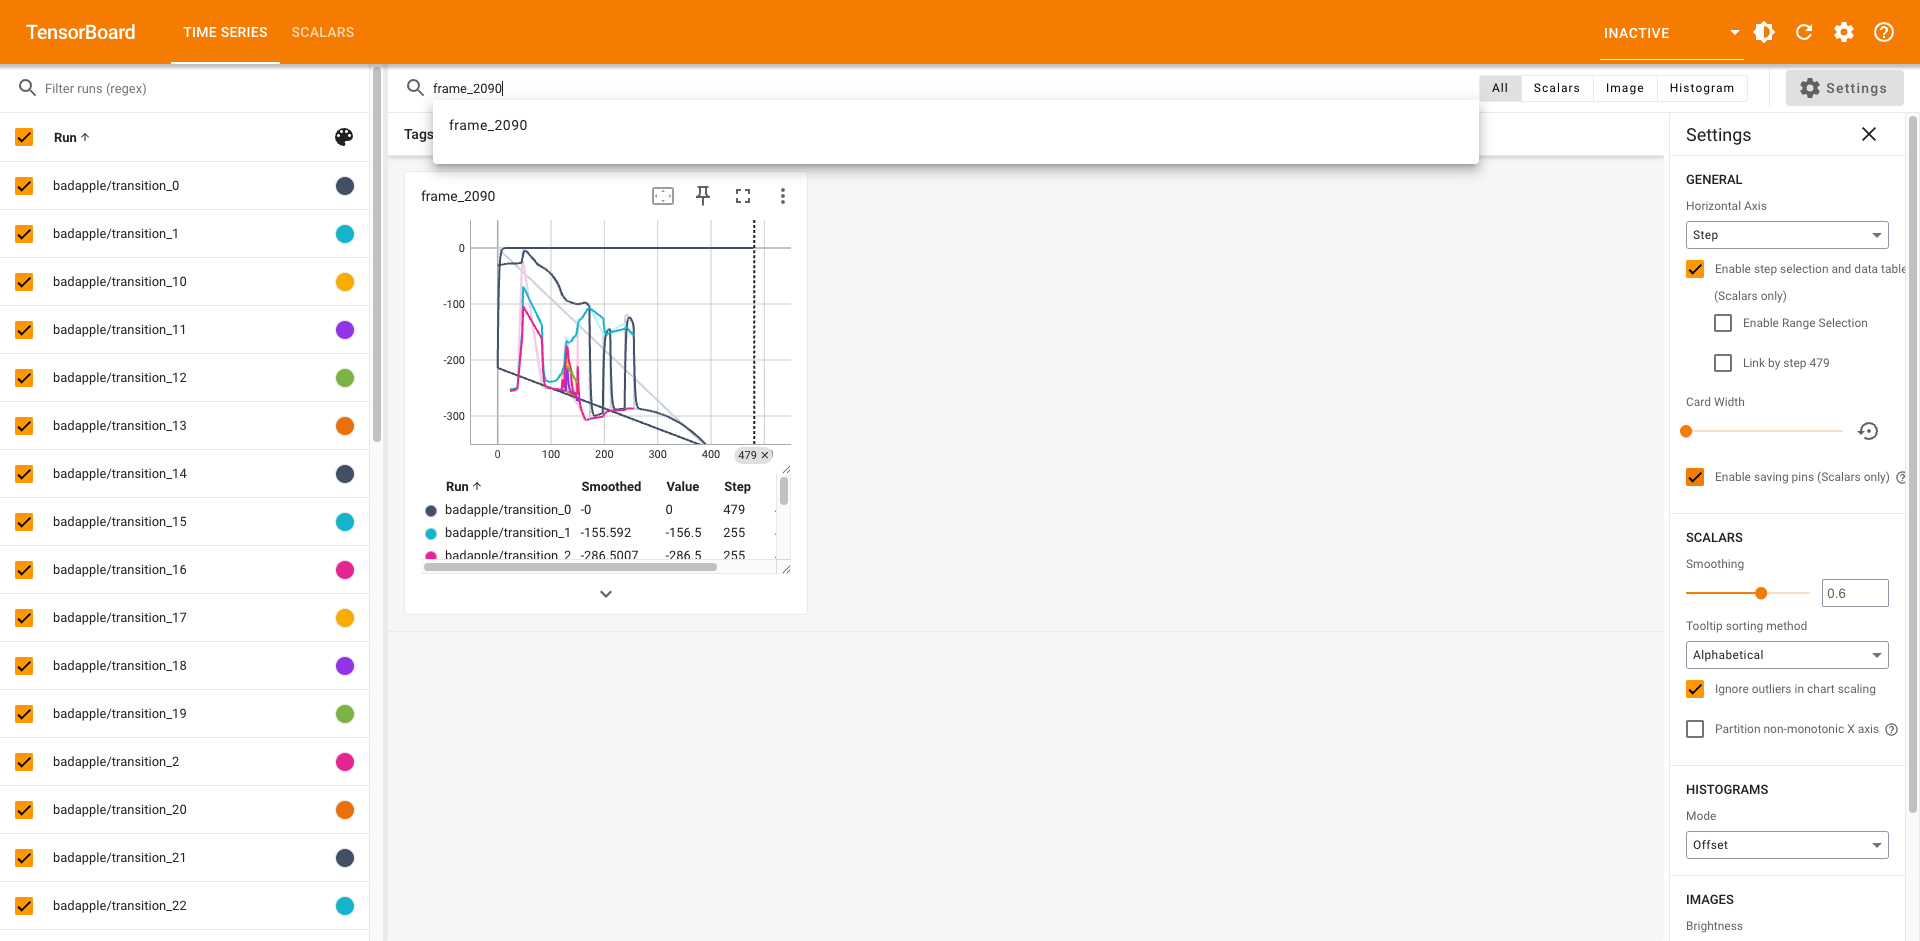 TensorBoard
TIME SERIES
SCALARS
INACTIVE
Filter runs (regex)
frame_2090
All
Scalars
Image
Histogram
Settings
Run
badapple/transition_0
badapple/transition_1
badapple/transition_10
badapple/transition_11
badapple/transition_12
badapple/transition_13
badapple/transition_14
badapple/transition_15
badapple/transition_16
badapple/transition_17
badapple/transition_18
badapple/transition_19
badapple/transition_2
badapple/transition_20
badapple/transition_21
badapple/transition_22
Tags
frame_2090
frame_2090
0
-100
-200
-300
0 100 200 300 400 479
Run Smoothed Value Step
badapple/transition_0 -0 0 479
badapple/transition_1 -155.592 -156.5 255
badapple/transition_2 -286.5007 -286.5 255
Settings
GENERAL
Horizontal Axis
Step
Enable step selection and data table
(Scalars only)
Enable Range Selection
Link by step 479
Card Width
Enable saving pins (Scalars only)
SCALARS
Smoothing
0.6
Tooltip sorting method
Alphabetical
Ignore outliers in chart scaling
Partition non-monotonic X axis
HISTOGRAMS
Mode
Offset
IMAGES
Brightness